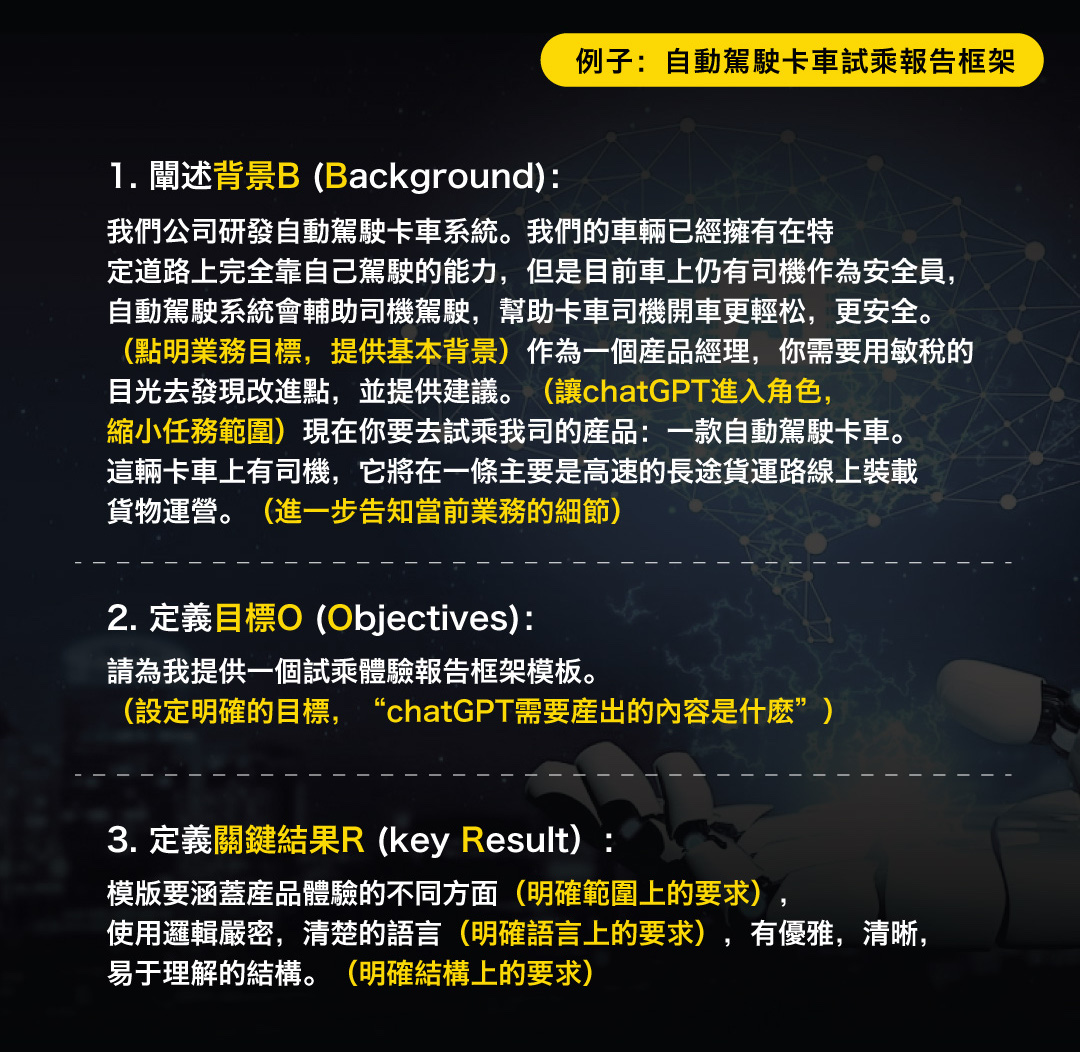 例子：自動駕駛卡車試乘報告框架
1. 闡述背景B (Background)：
我們公司研發自動駕駛卡車系統。我們的車輛已經擁有在特
定道路上完全靠自己駕駛的能力，但是目前車上仍有司機作為安全員，
自動駕駛系統會輔助司機駕駛，幫助卡車司機開車更輕松，更安全。
（點明業務目標，提供基本背景）作為一個産品經理，你需要用敏稅的
目光去發現改進點，並提供建議。（讓chatGPT進入角色，
縮小任務範圍）現在你要去試乘我司的産品：一款自動駕駛卡車。
這輛卡車上有司機，它將在一條主要是高速的長途貨運路線上裝載
貨物運營。（進一步告知當前業務的細節）
2. 定義目標O (Objectives)：
請為我提供一個試乘體驗報告框架模板。
（設定明確的目標，“chatGPT需要産出的內容是什麽”）
3. 定義關鍵結果R (key Result）：
模版要涵蓋産品體驗的不同方面（明確範圍上的要求），
使用邏輯嚴密，清楚的語言（明確語言上的要求），有優雅，清晰，
易于理解的結構。（明確結構上的要求）